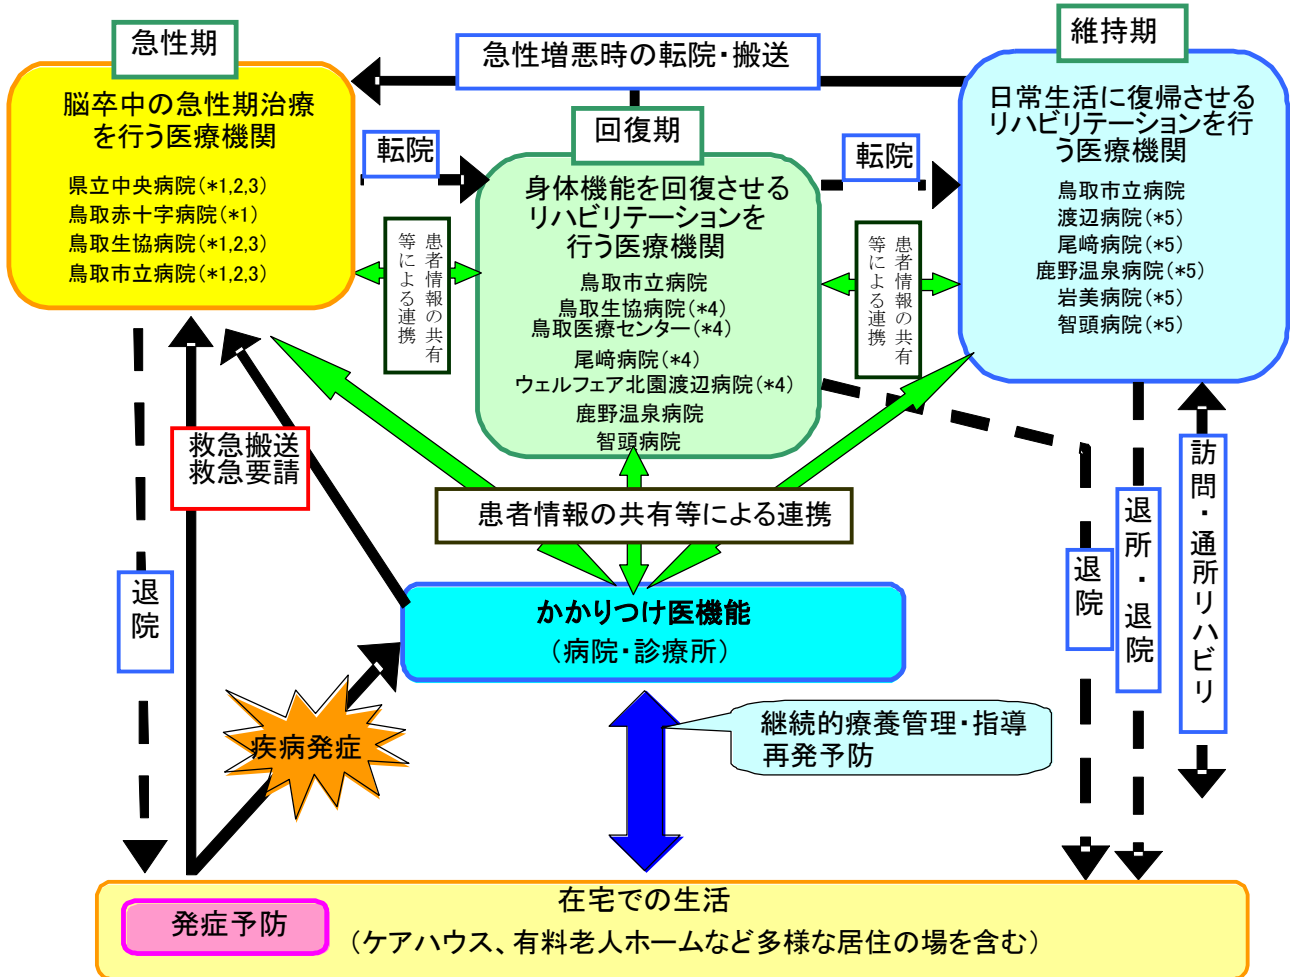 急性期
脳卒中の急性期治療
を行う医療機関
県立中央病院(*1,2,3)
鳥取赤十字病院(*1)
鳥取生協病院(*1,2,3)
鳥取市立病院(*1,2,3)
急性増悪時の転院・搬送
転院
患者情報の共有
等による連携
回復期
身体機能を回復させる
リハビリテーションを
行う医療機関
鳥取市立病院
鳥取生協病院(*4)
鳥取医療センター(*4)
尾﨑病院(*4)
ウェルフェア北園渡辺病院(*4)
鹿野温泉病院
智頭病院
転院
患者情報の共有
等による連携
維持期
日常生活に復帰させる
リハビリテーションを行
う医療機関
鳥取市立病院
渡辺病院(*5)
尾﨑病院(*5)
鹿野温泉病院(*5)
岩美病院(*5)
智頭病院(*5)
救急搬送
救急要請
患者情報の共有等による連携
退院
かかりつけ医機能
(病院・診療所)
退院
退所・退院
訪問・通所リハビリ
疾病発症
継続的療養管理・指導
再発予防
発症予防
在宅での生活
(ケアハウス、有料老人ホームなど多様な居住の場を含む)